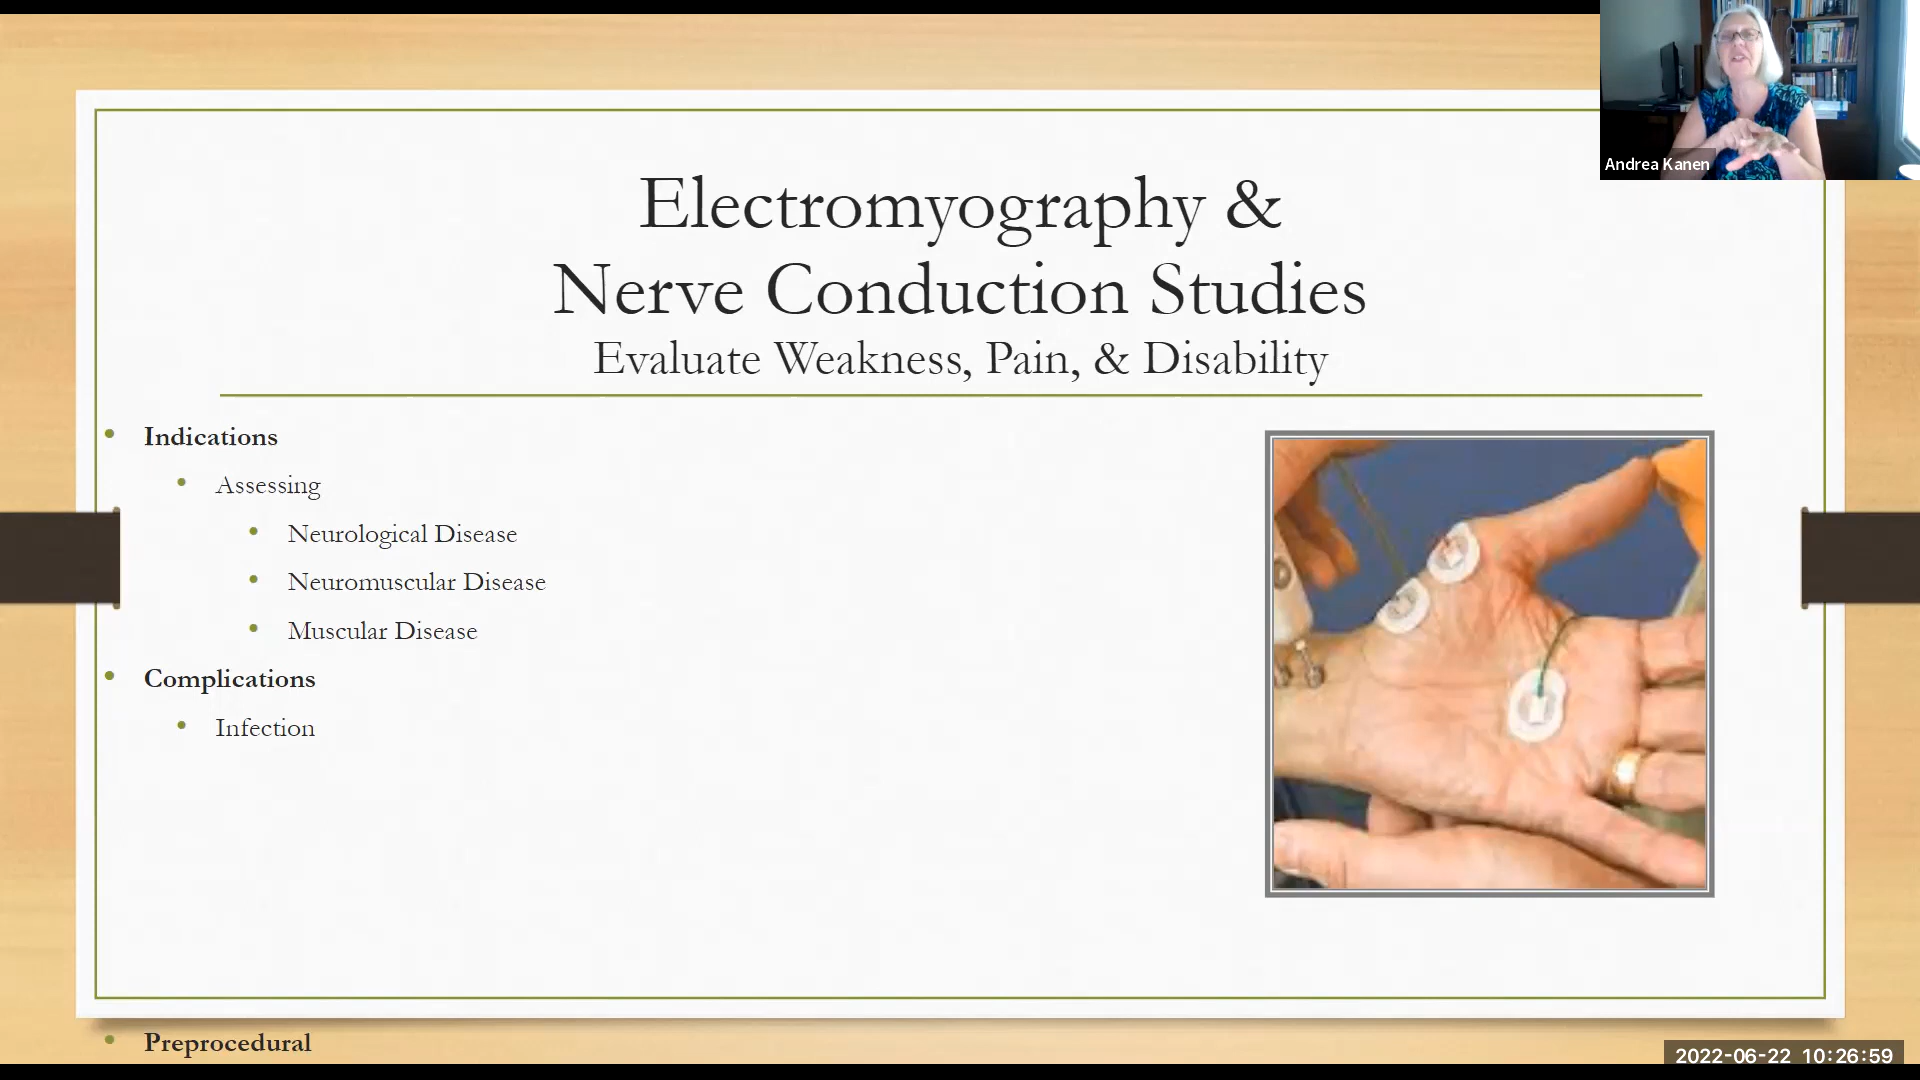 Andrea Kanen
Electromyography &
Nerve Conduction Studies
Evaluate Weakness, Pain, & Disability
• Indications
• Assessing
• Neurological Disease
• Neuromuscular Disease
• Muscular Disease
• Complications
• Infection
• Preprocedural
2022-06-22 10:26:59